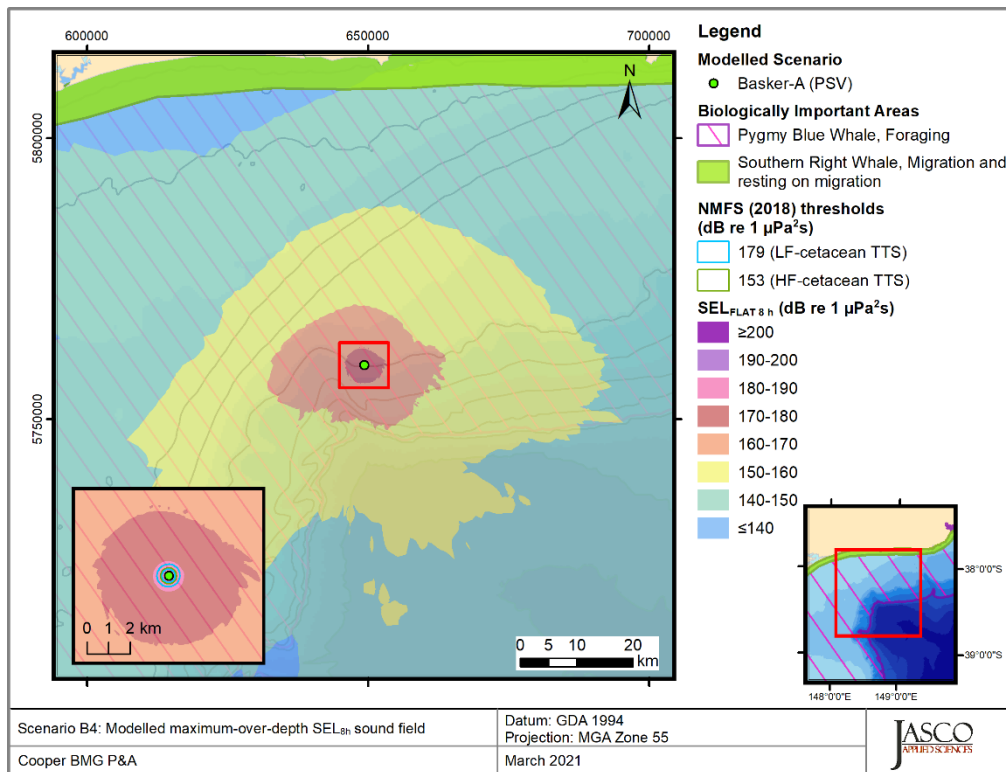 600000
650000
700000
5800000
5750000
N
0 1 2 km
0 5 10 20
km
Legend
Modelled Scenario
Basker-A (PSV)
Biologically Important Areas
Pygmy Blue Whale, Foraging
Southern Right Whale, Migration and
resting on migration
NMFS (2018) thresholds
(dB re 1 µPa²s)
179 (LF-cetacean TTS)
153 (HF-cetacean TTS)
SEL FLAT 8 h (dB re 1 µPa²s)
≥200
190-200
180-190
170-180
160-170
150-160
140-150
≤140
38°0'0"S
39°0'0"S
148°0'0"E
149°0'0"E
Scenario B4: Modelled maximum-over-depth SEL8h sound field
Cooper BMG P&A
Datum: GDA 1994
Projection: MGA Zone 55
March 2021
JASCO
APPLIED SCIENCES